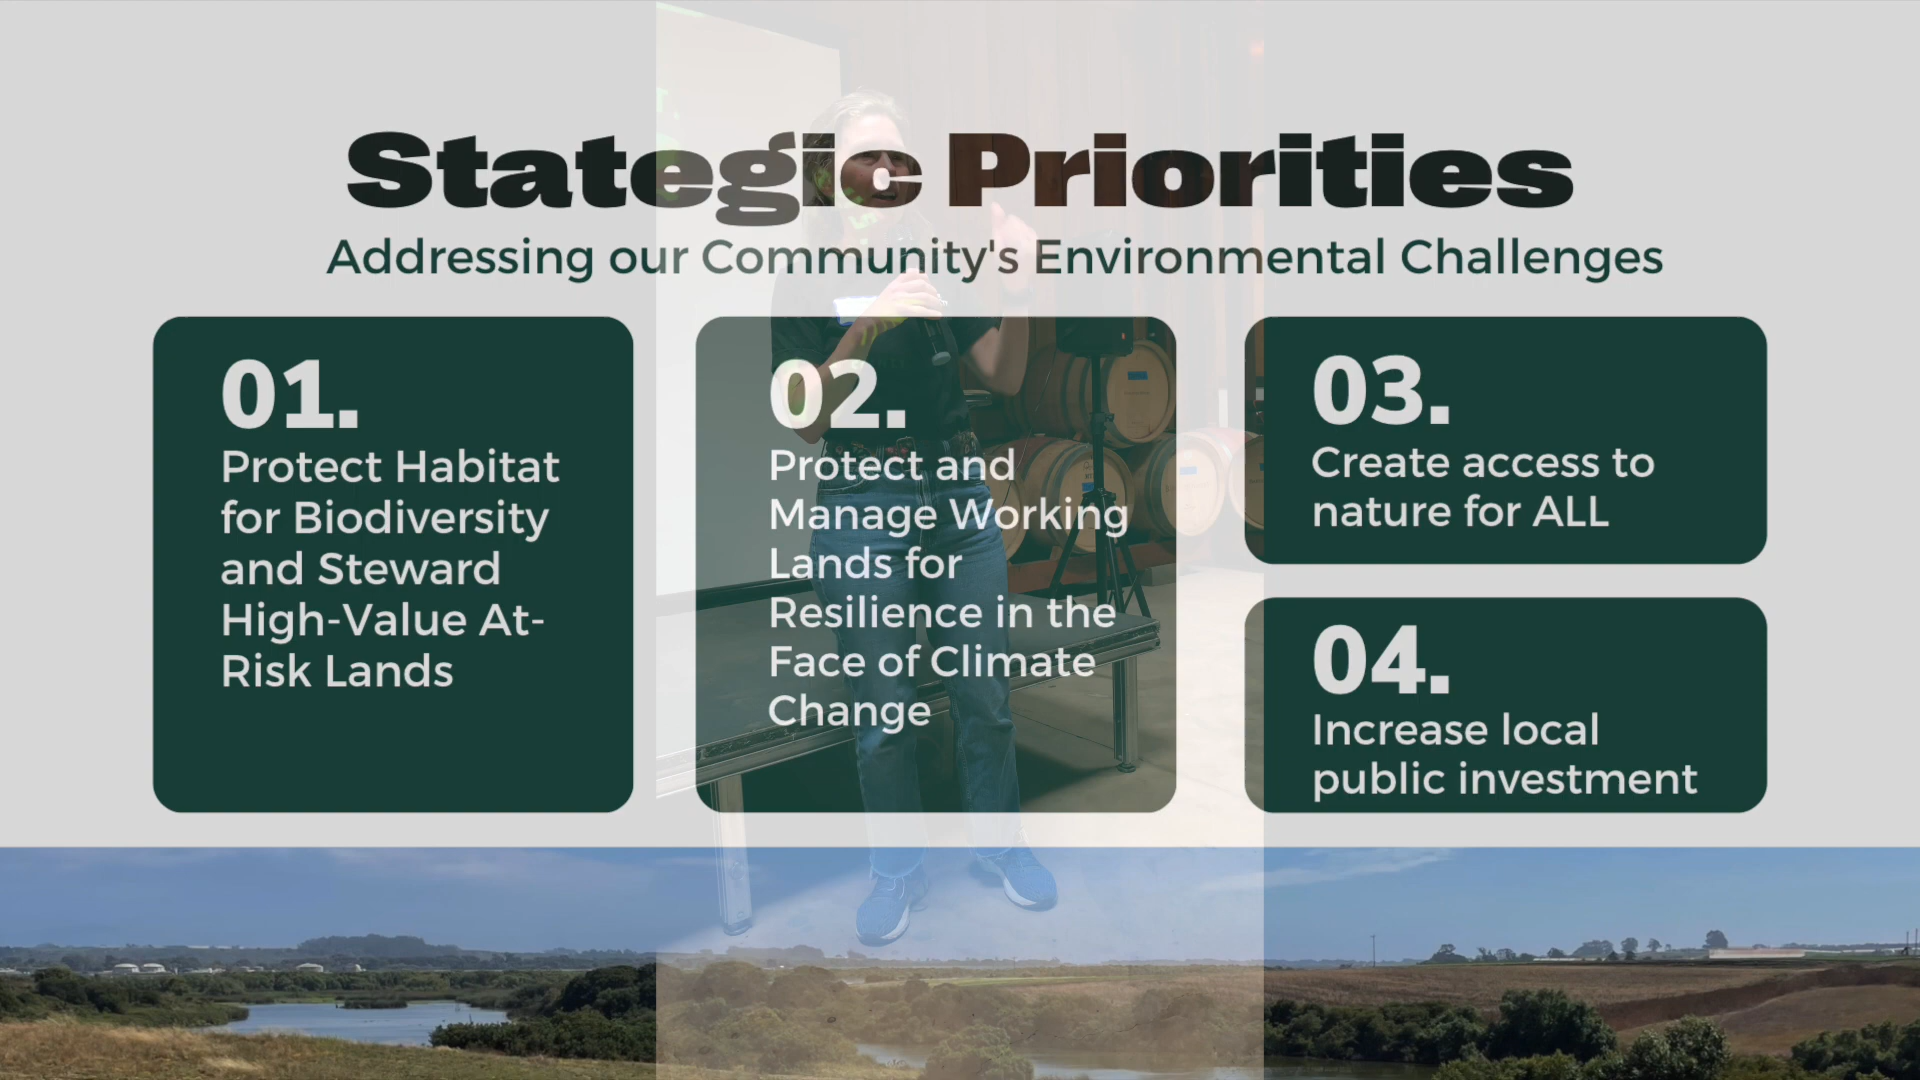 Stategic Priorities
Addressing our Community's Environmental Challenges
01.
Protect Habitat
for Biodiversity
and Steward
High-Value At-
Risk Lands
02.
Protect and
Manage Working
Lands for
Resilience in the
Face of Climate
Change
03.
Create access to
nature for ALL
04.
Increase local
public investment